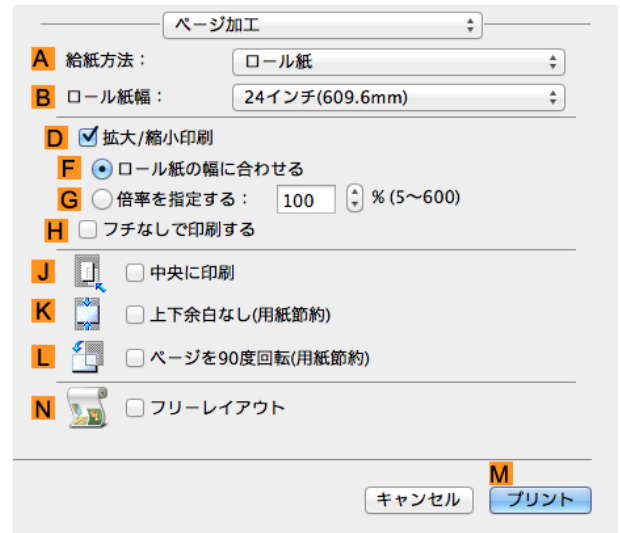 ページ加工
A 給紙方法： ロール紙
B ロール紙幅： 24インチ(609.6mm)
D 拡大/縮小印刷
F ロール紙の幅に合わせる
G 倍率を指定する： 100 % (5〜600)
H フチなしで印刷する
J 中央に印刷
K 上下余白なし(用紙節約)
L ページを90度回転(用紙節約)
N フリーレイアウト
M
キャンセル プリント